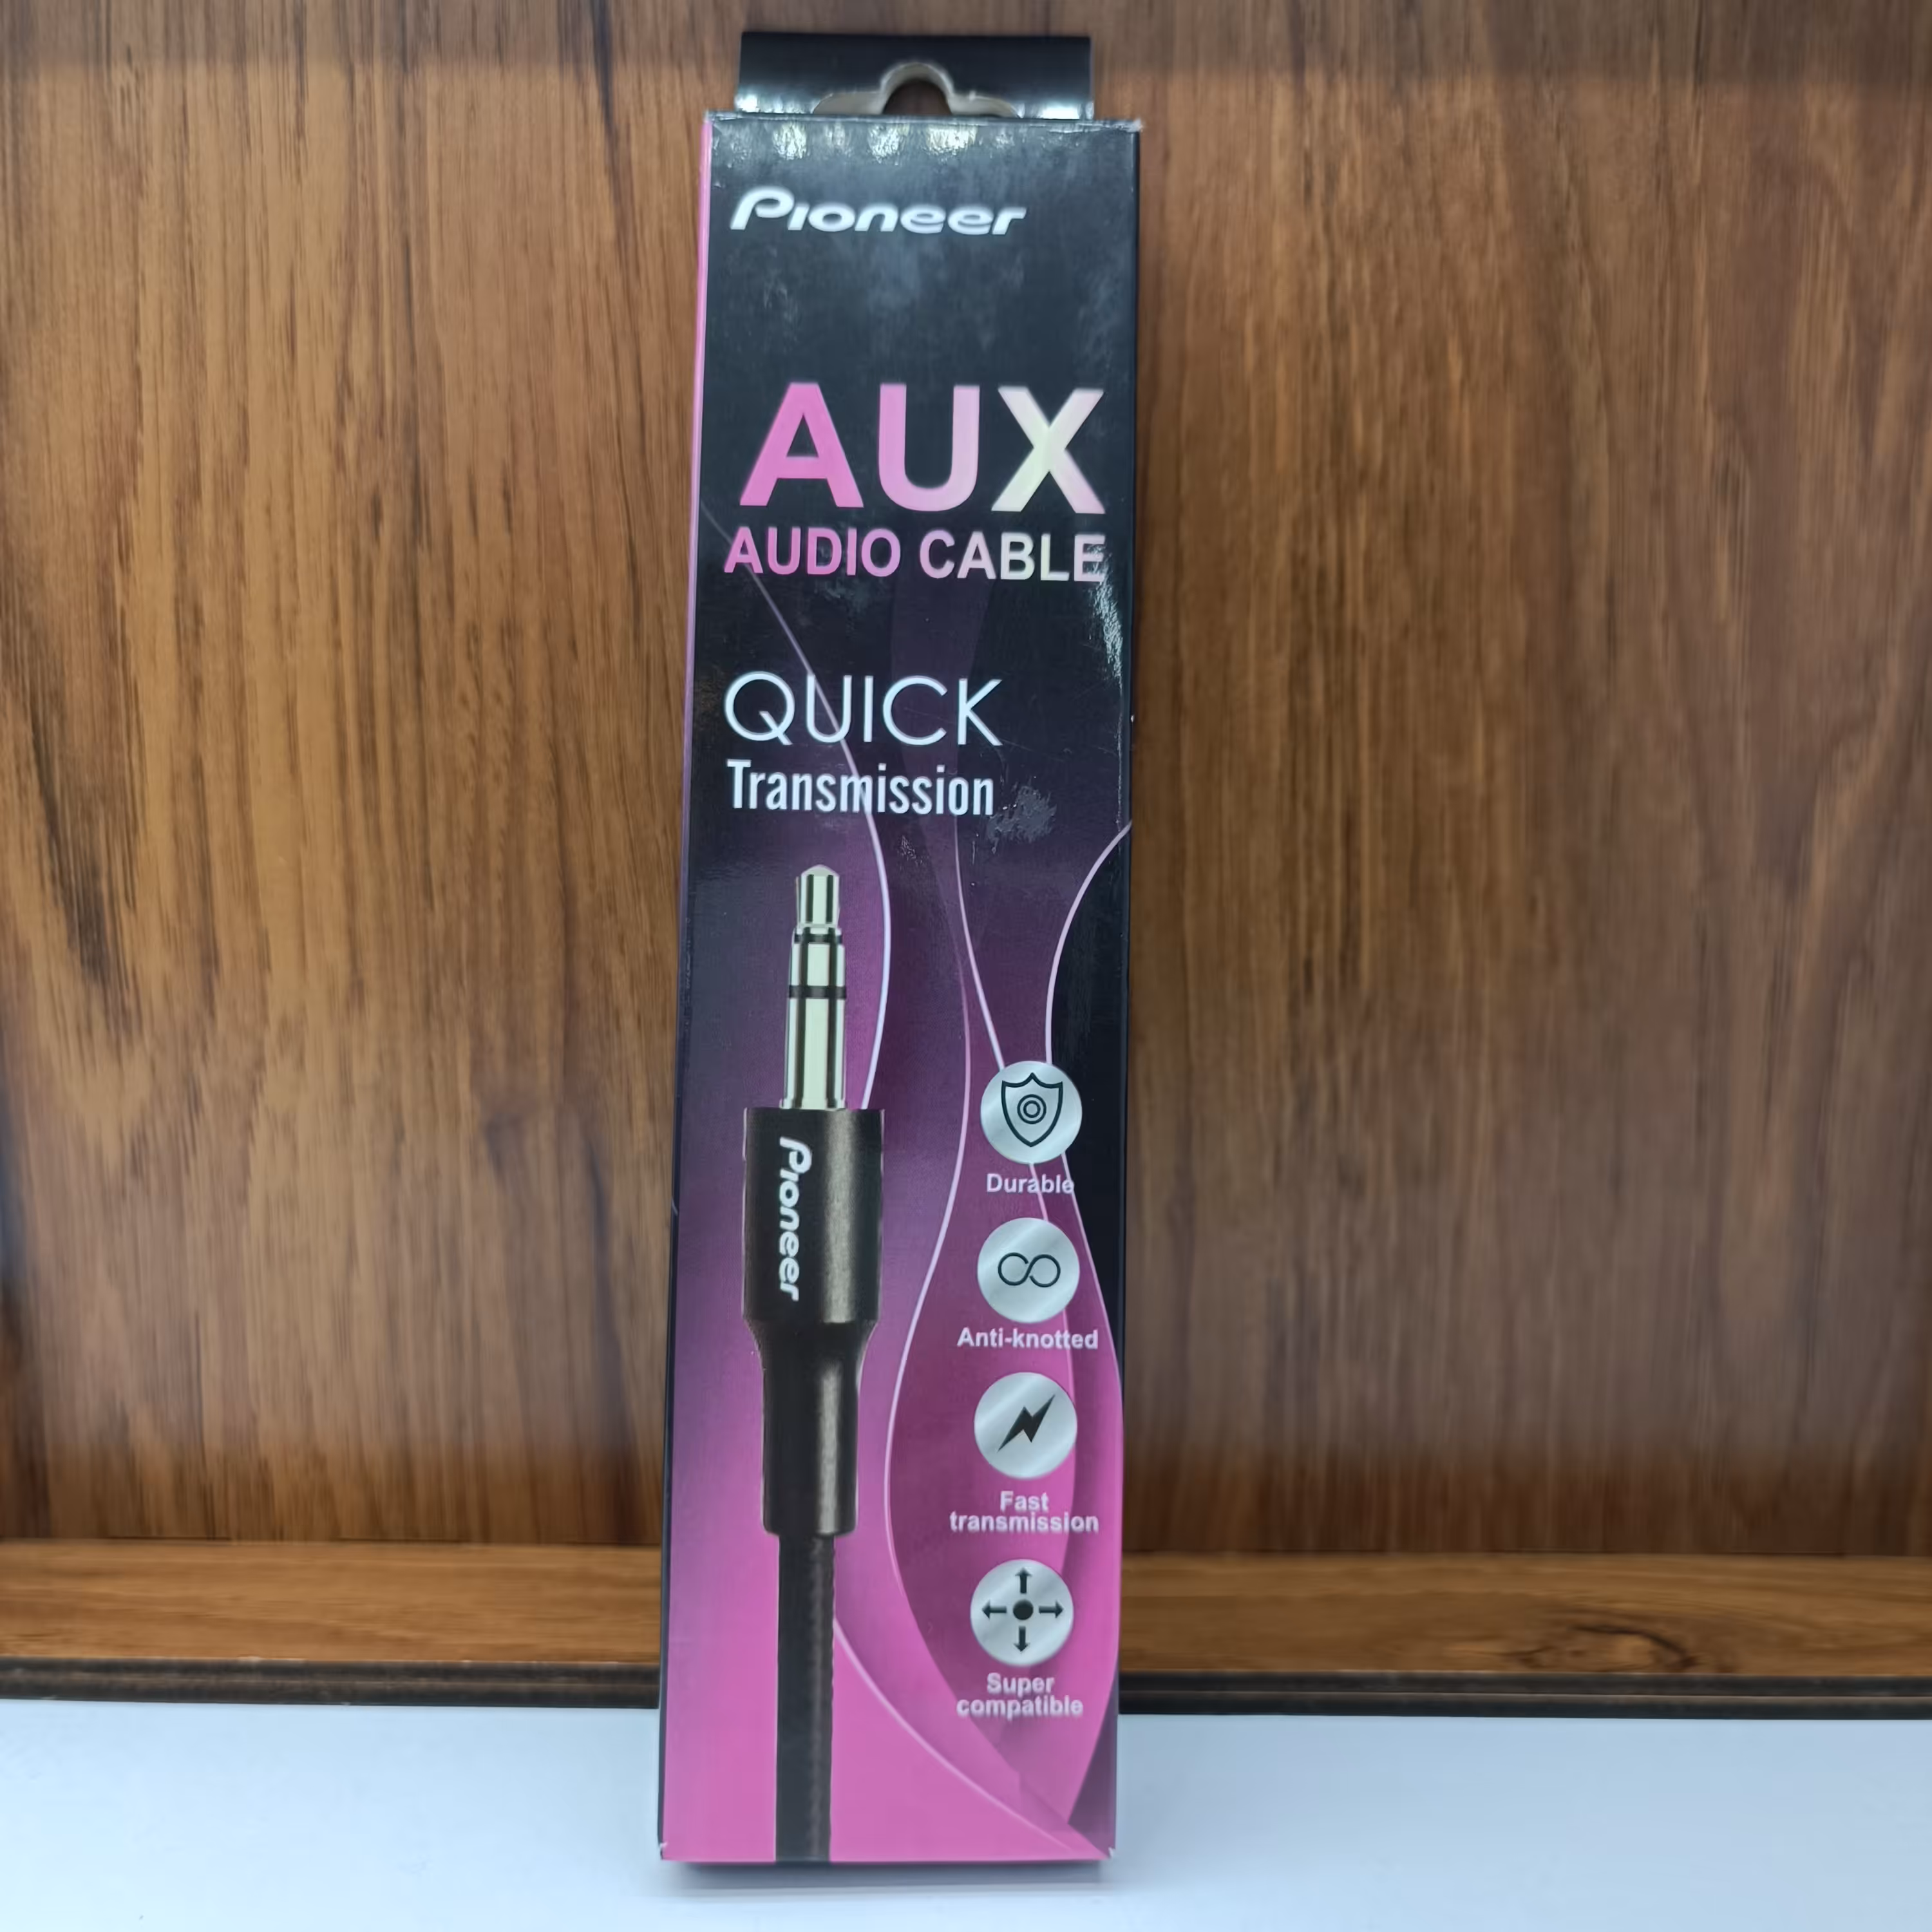 Pioneer
AUX
AUDIO CABLE
QUICK
Transmission
Pioneer
Durable
Anti-knotted
Fast
transmission
Super
compatible